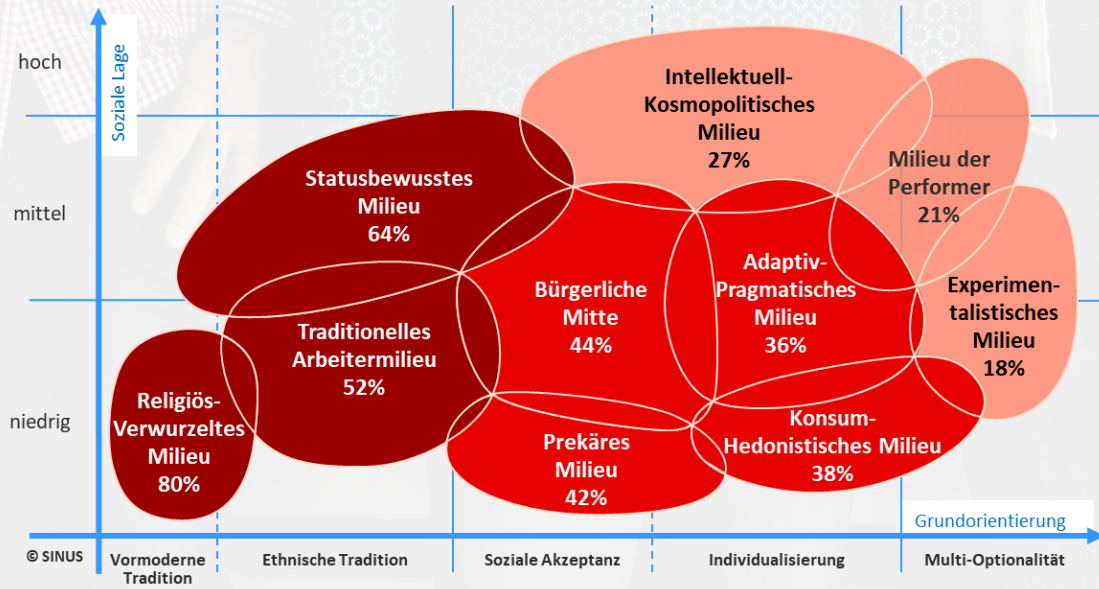 Soziale Lage
hoch
mittel
niedrig
Intellektuell-
Kosmopolitisches
Milieu
27%
Milieu der
Performer
21%
Statusbewusstes
Milieu
64%
Adaptiv-
Pragmatisches
Milieu
36%
Bürgerliche
Mitte
44%
Experimen-
talistisches
Milieu
18%
Traditionelles
Arbeitermilieu
52%
Religiös-
Verwurzeltes
Milieu
80%
Prekäres
Milieu
42%
Konsum-
Hedonistisches Milieu
38%
Grundorientierung
© SINUS
Vormoderne
Tradition
Ethnische Tradition
Soziale Akzeptanz
Individualisierung
Multi-Optionalität